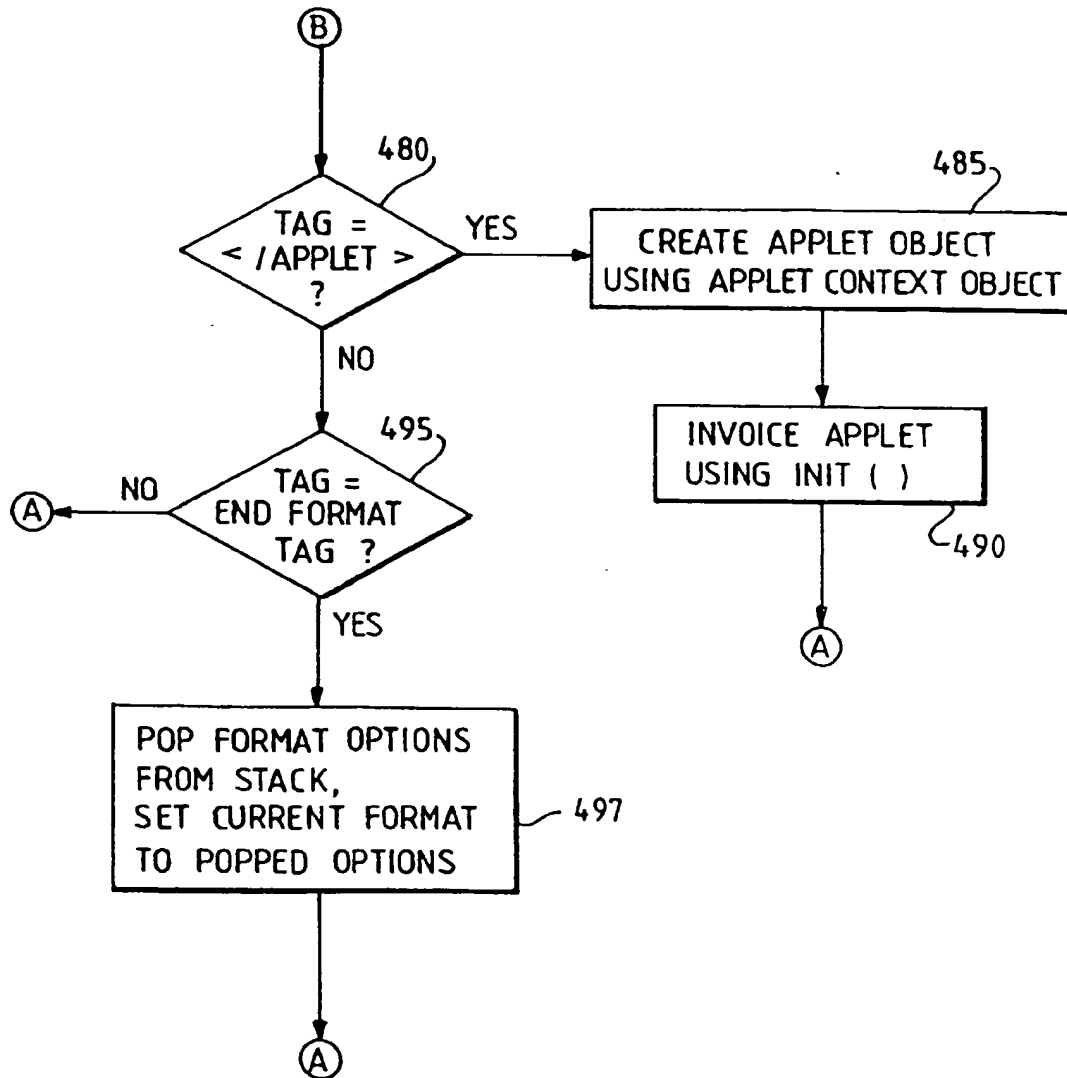 B
480
TAG =
< /APPLET >
?
YES
485
CREATE APPLET OBJECT
USING APPLET CONTEXT OBJECT
NO
495
INVOICE APPLET
USING INIT ( )
490
TAG =
END FORMAT
TAG ?
NO
A
YES
A
POP FORMAT OPTIONS
FROM STACK,
SET CURRENT FORMAT
TO POPPED OPTIONS
497
A